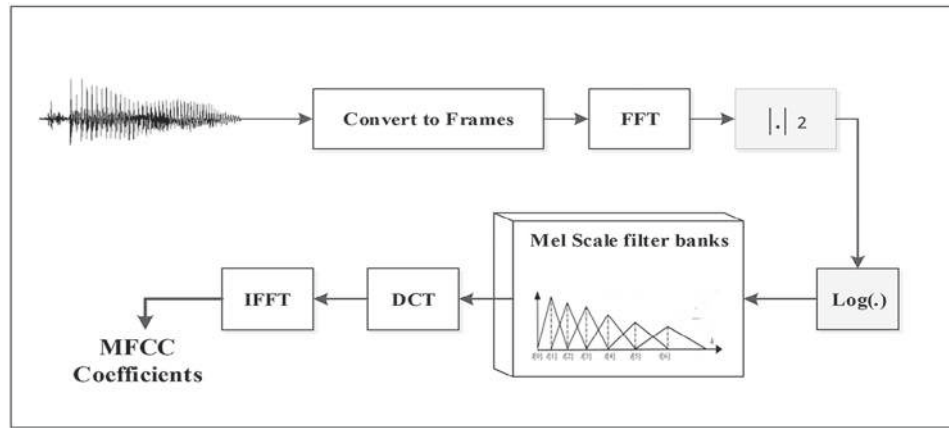 Convert to Frames
FFT
|.| 2
Log(.)
Mel Scale filter banks
DCT
IFFT
MFCC
Coefficients